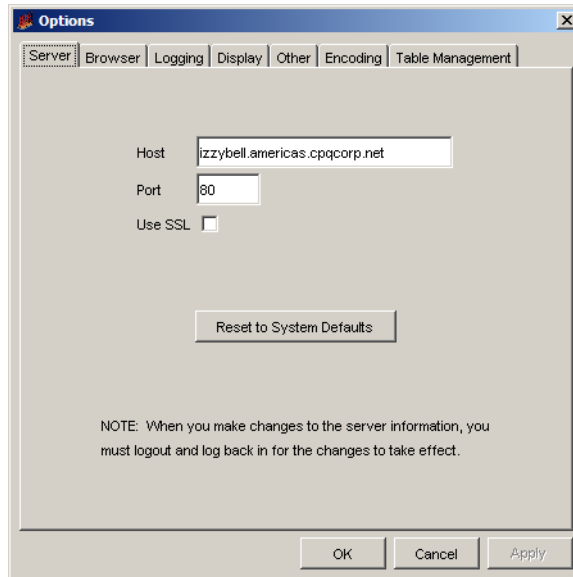 Options
Server Browser Logging Display Other Encoding Table Management
Host izzybell.americas.cpqcorp.net
Port 80
Use SSL
Reset to System Defaults
NOTE: When you make changes to the server information, you
must logout and log back in for the changes to take effect.
OK Cancel Apply